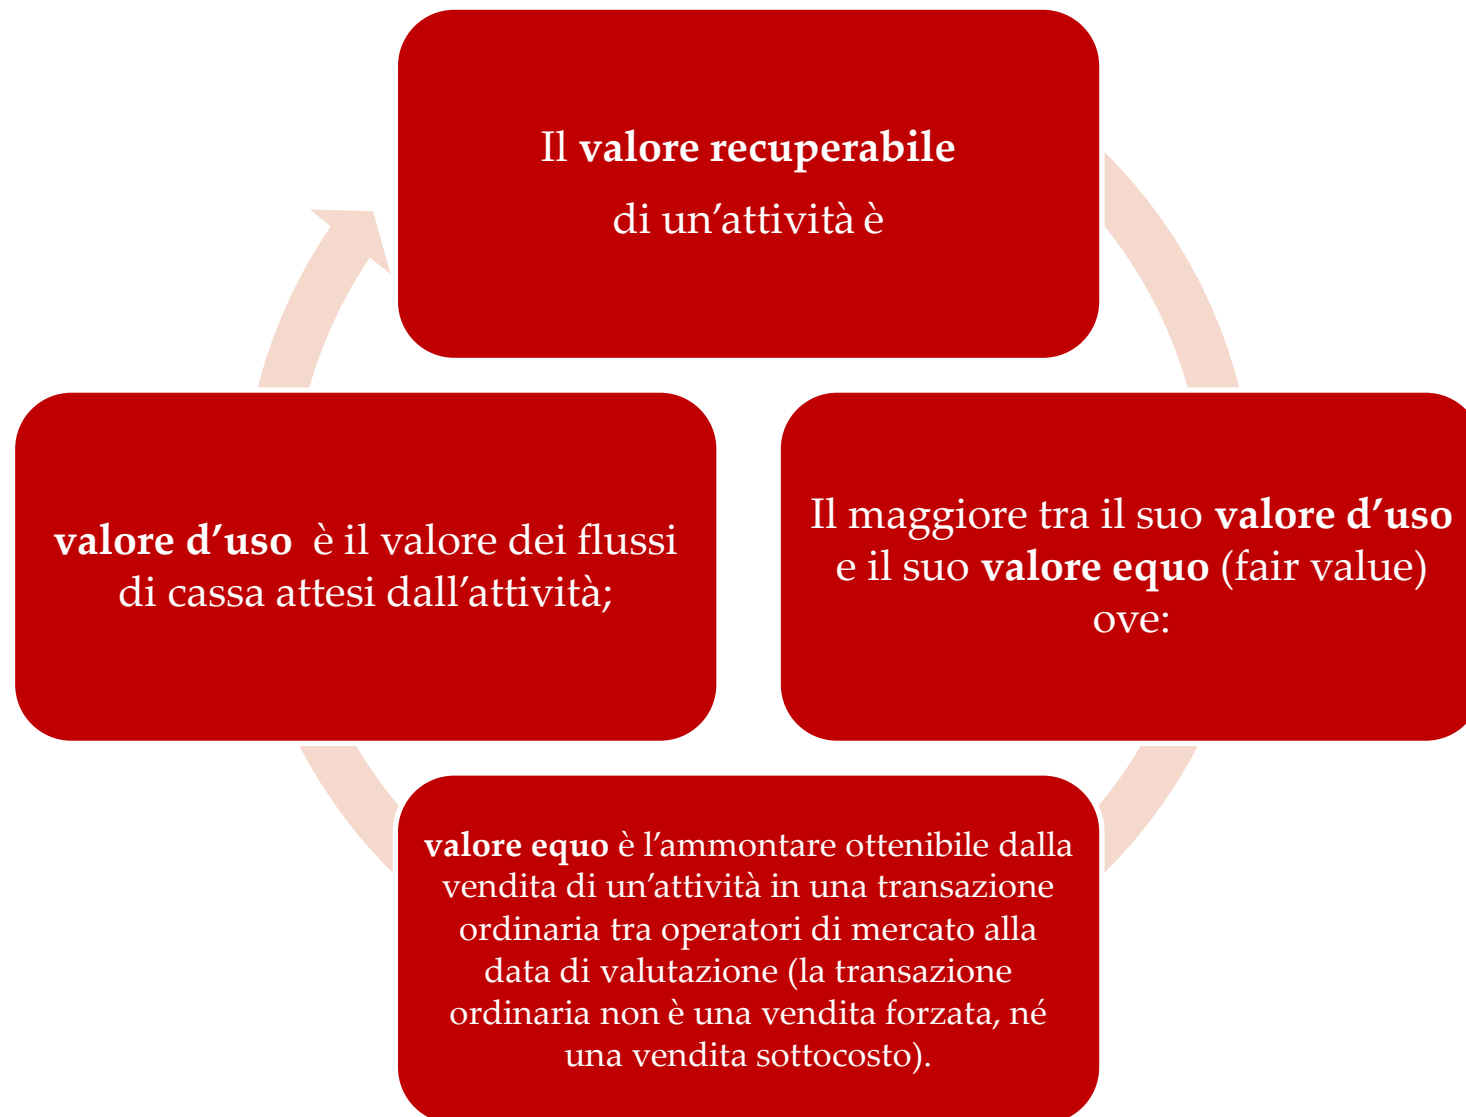 Il valore recuperabile
di un’attività è
Il maggiore tra il suo valore d’uso
e il suo valore equo (fair value)
ove:
valore equo è l’ammontare ottenibile dalla
vendita di un’attività in una transazione
ordinaria tra operatori di mercato alla
data di valutazione (la transazione
ordinaria non è una vendita forzata, né
una vendita sottocosto).
valore d’uso è il valore dei flussi
di cassa attesi dall’attività;